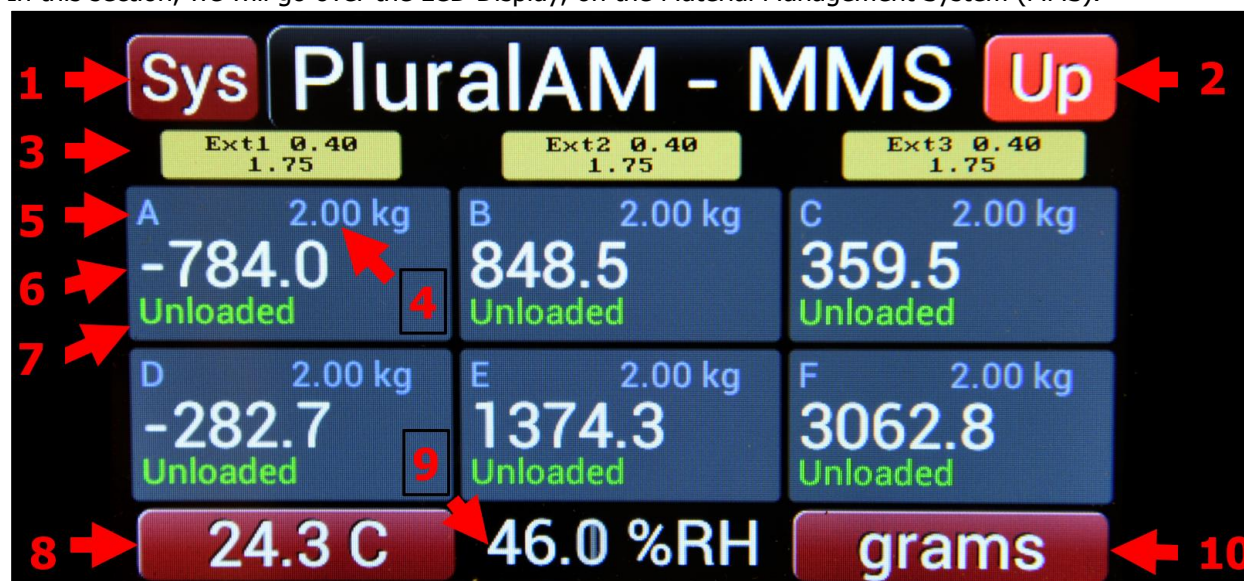 In this section, we will go over the LCD Display, on the Material Management System (MMS).
1 Sys PluralAM - MMS Up 2
3 Ext1 0.40 Ext2 0.40 Ext3 0.40
1.75 1.75 1.75
5 A 2.00 kg B 2.00 kg C 2.00 kg
6 -784.0 4 848.5 359.5
7 Unloaded Unloaded Unloaded
D 2.00 kg E 2.00 kg F 2.00 kg
-282.7 9 1374.3 3062.8
Unloaded Unloaded Unloaded
8 24.3 C 46.0 %RH grams 10